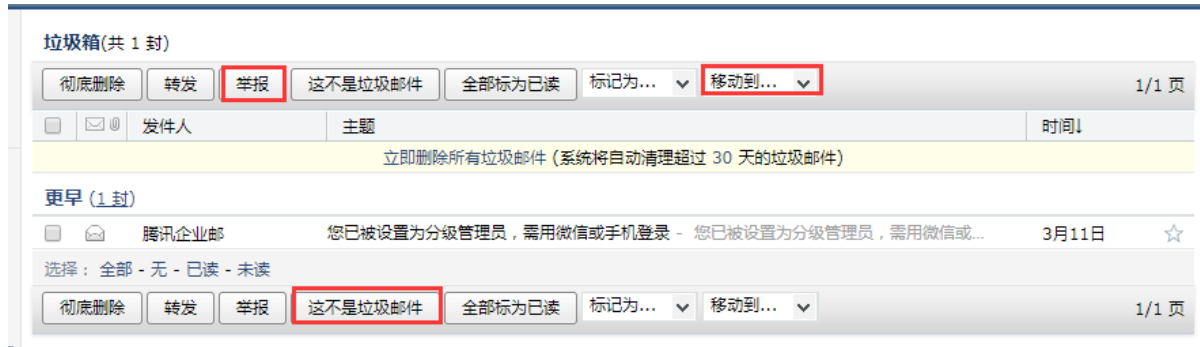 垃圾箱(共 1 封)
彻底删除 转发 举报 这不是垃圾邮件 全部标为已读 标记为... 移动到... 1/1 页
发件人 主题 时间↓
立即删除所有垃圾邮件 (系统将自动清理超过 30 天的垃圾邮件)
更早 (1 封)
腾讯企业邮 您已被设置为分级管理员，需用微信或手机登录 - 您已被设置为分级管理员，需用微信或... 3月11日
选择：全部 - 无 - 已读 - 未读
彻底删除 转发 举报 这不是垃圾邮件 全部标为已读 标记为... 移动到... 1/1 页